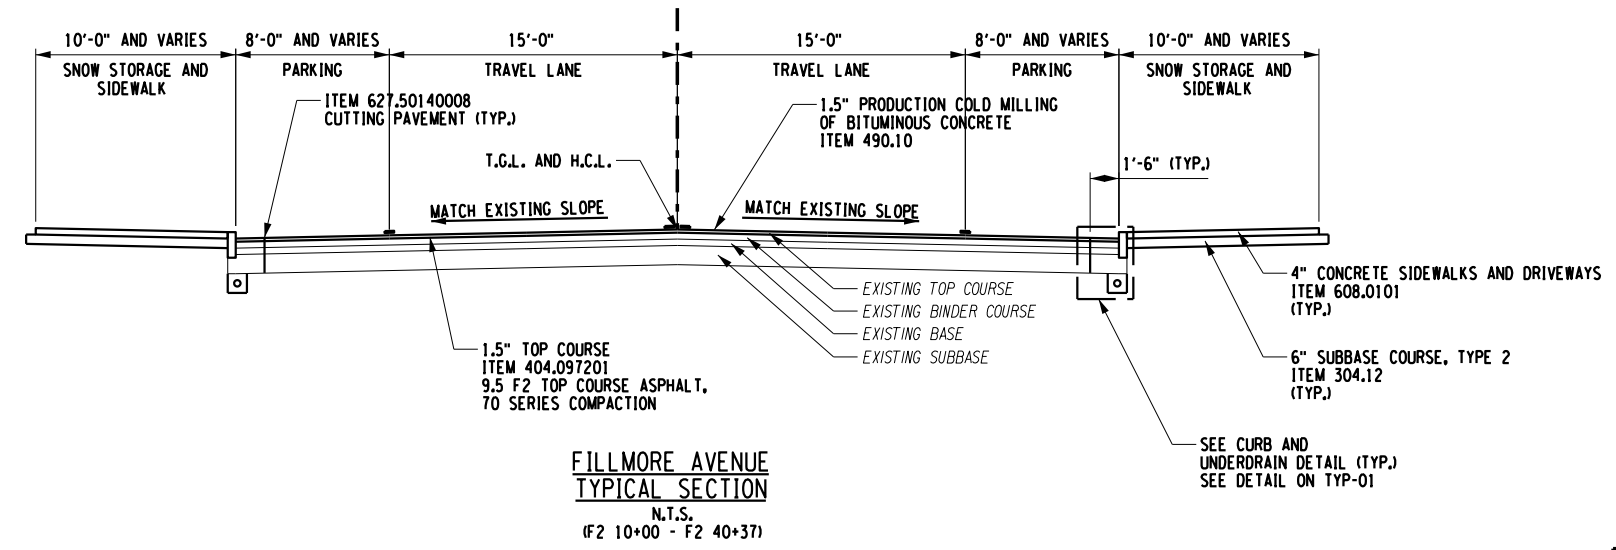 10'-0" AND VARIES
8'-0" AND VARIES
15'-0"
15'-0"
8'-0" AND VARIES
10'-0" AND VARIES
SNOW STORAGE AND
SIDEWALK
PARKING
TRAVEL LANE
TRAVEL LANE
PARKING
SNOW STORAGE AND
SIDEWALK
ITEM 627.50140008
CUTTING PAVEMENT (TYP.)
1.5" PRODUCTION COLD MILLING
OF BITUMINOUS CONCRETE
ITEM 490.10
T.G.L. AND H.C.L.
1'-6" (TYP.)
MATCH EXISTING SLOPE
MATCH EXISTING SLOPE
EXISTING TOP COURSE
EXISTING BINDER COURSE
EXISTING BASE
EXISTING SUBBASE
4" CONCRETE SIDEWALKS AND DRIVEWAYS
ITEM 608.0101
(TYP.)
1.5" TOP COURSE
ITEM 404.097201
9.5 F2 TOP COURSE ASPHALT,
70 SERIES COMPACTION
6" SUBBASE COURSE, TYPE 2
ITEM 304.12
(TYP.)
SEE CURB AND
UNDERDRAIN DETAIL (TYP.)
SEE DETAIL ON TYP-01
FILLMORE AVENUE
TYPICAL SECTION
N.T.S.
(F2 10+00 - F2 40+37)